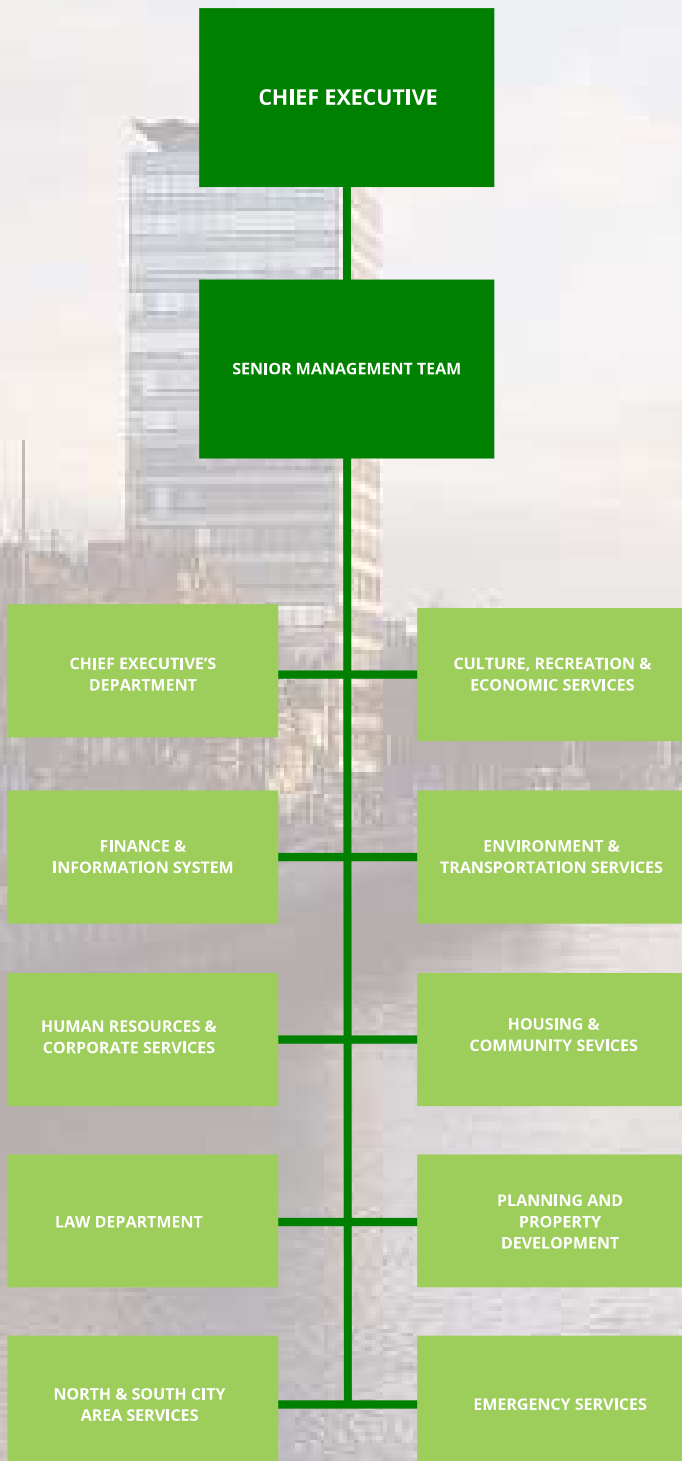 CHIEF EXECUTIVE
SENIOR MANAGEMENT TEAM
CHIEF EXECUTIVE'S
DEPARTMENT
CULTURE, RECREATION &
ECONOMIC SERVICES
FINANCE &
INFORMATION SYSTEM
ENVIRONMENT &
TRANSPORTATION SERVICES
HUMAN RESOURCES &
CORPORATE SERVICES
HOUSING &
COMMUNITY SEVICES
LAW DEPARTMENT
PLANNING AND
PROPERTY
DEVELOPMENT
NORTH & SOUTH CITY
AREA SERVICES
EMERGENCY SERVICES